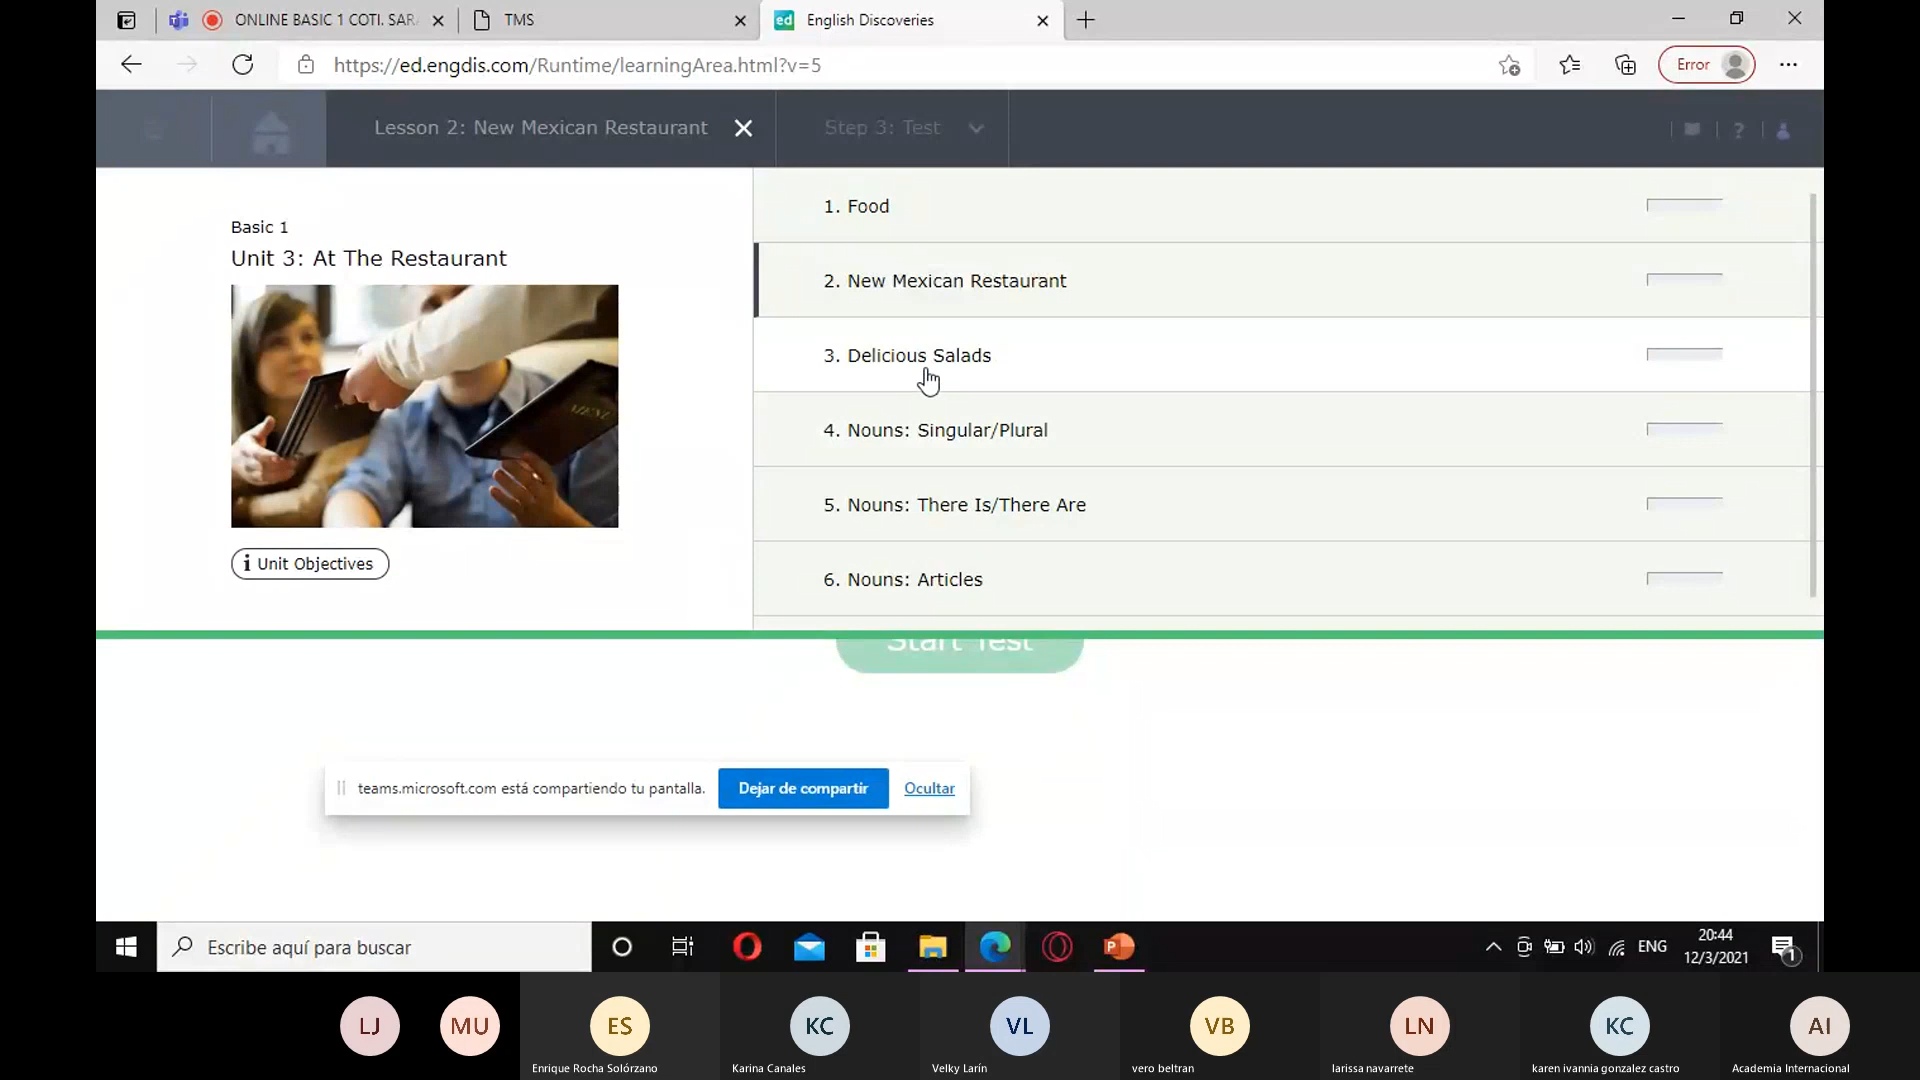 ONLINE BASIC 1 COTI. SAR
TMS
ed English Discoveries
https://ed.engdis.com/Runtime/learningArea.html?v=5
Error
Lesson 2: New Mexican Restaurant
Step 3: Test
?
Basic 1
Unit 3: At The Restaurant
MENU
i Unit Objectives
1. Food
2. New Mexican Restaurant
3. Delicious Salads
4. Nouns: Singular/Plural
5. Nouns: There Is/There Are
6. Nouns: Articles
Start Test
teams.microsoft.com está compartiendo tu pantalla.
Dejar de compartir
Ocultar
Escribe aquí para buscar
ENG
20:44
12/3/2021
1
LJ
MU
ES
KC
VL
VB
LN
KC
AI
Enrique Rocha Solórzano
Karina Canales
Velky Larín
vero beltran
larissa navarrete
karen ivannia gonzalez castro
Academia Internacional